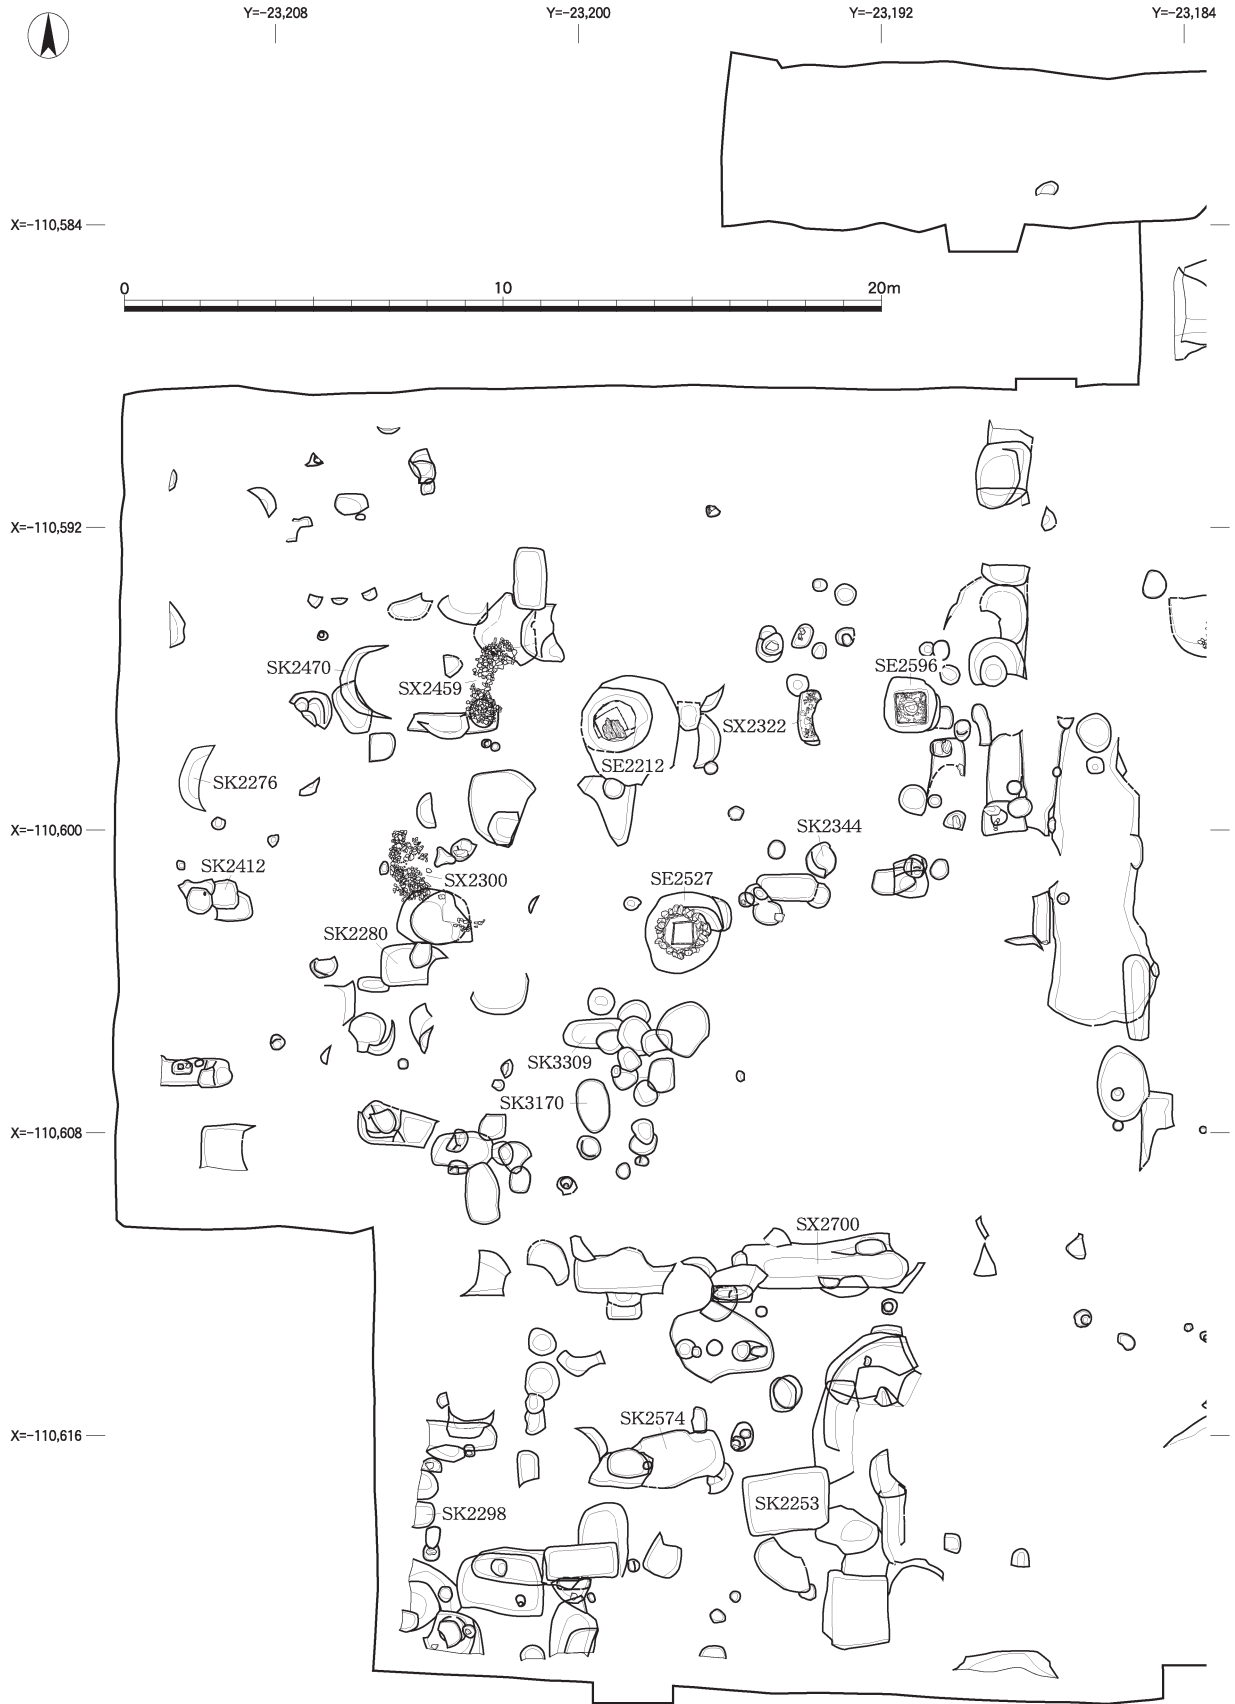 Y=-23,208
Y=-23,200
Y=-23,192
Y=-23,184
X=-110,584
0
10
20m
X=-110,592
SK2470
SX2459
SE2596
SX2322
SE2212
SK2276
X=-110,600
SK2344
SK2412
SX2300
SE2527
SK2280
SK3309
SK3170
X=-110,608
SX2700
X=-110,616
SK2574
SK2253
SK2298